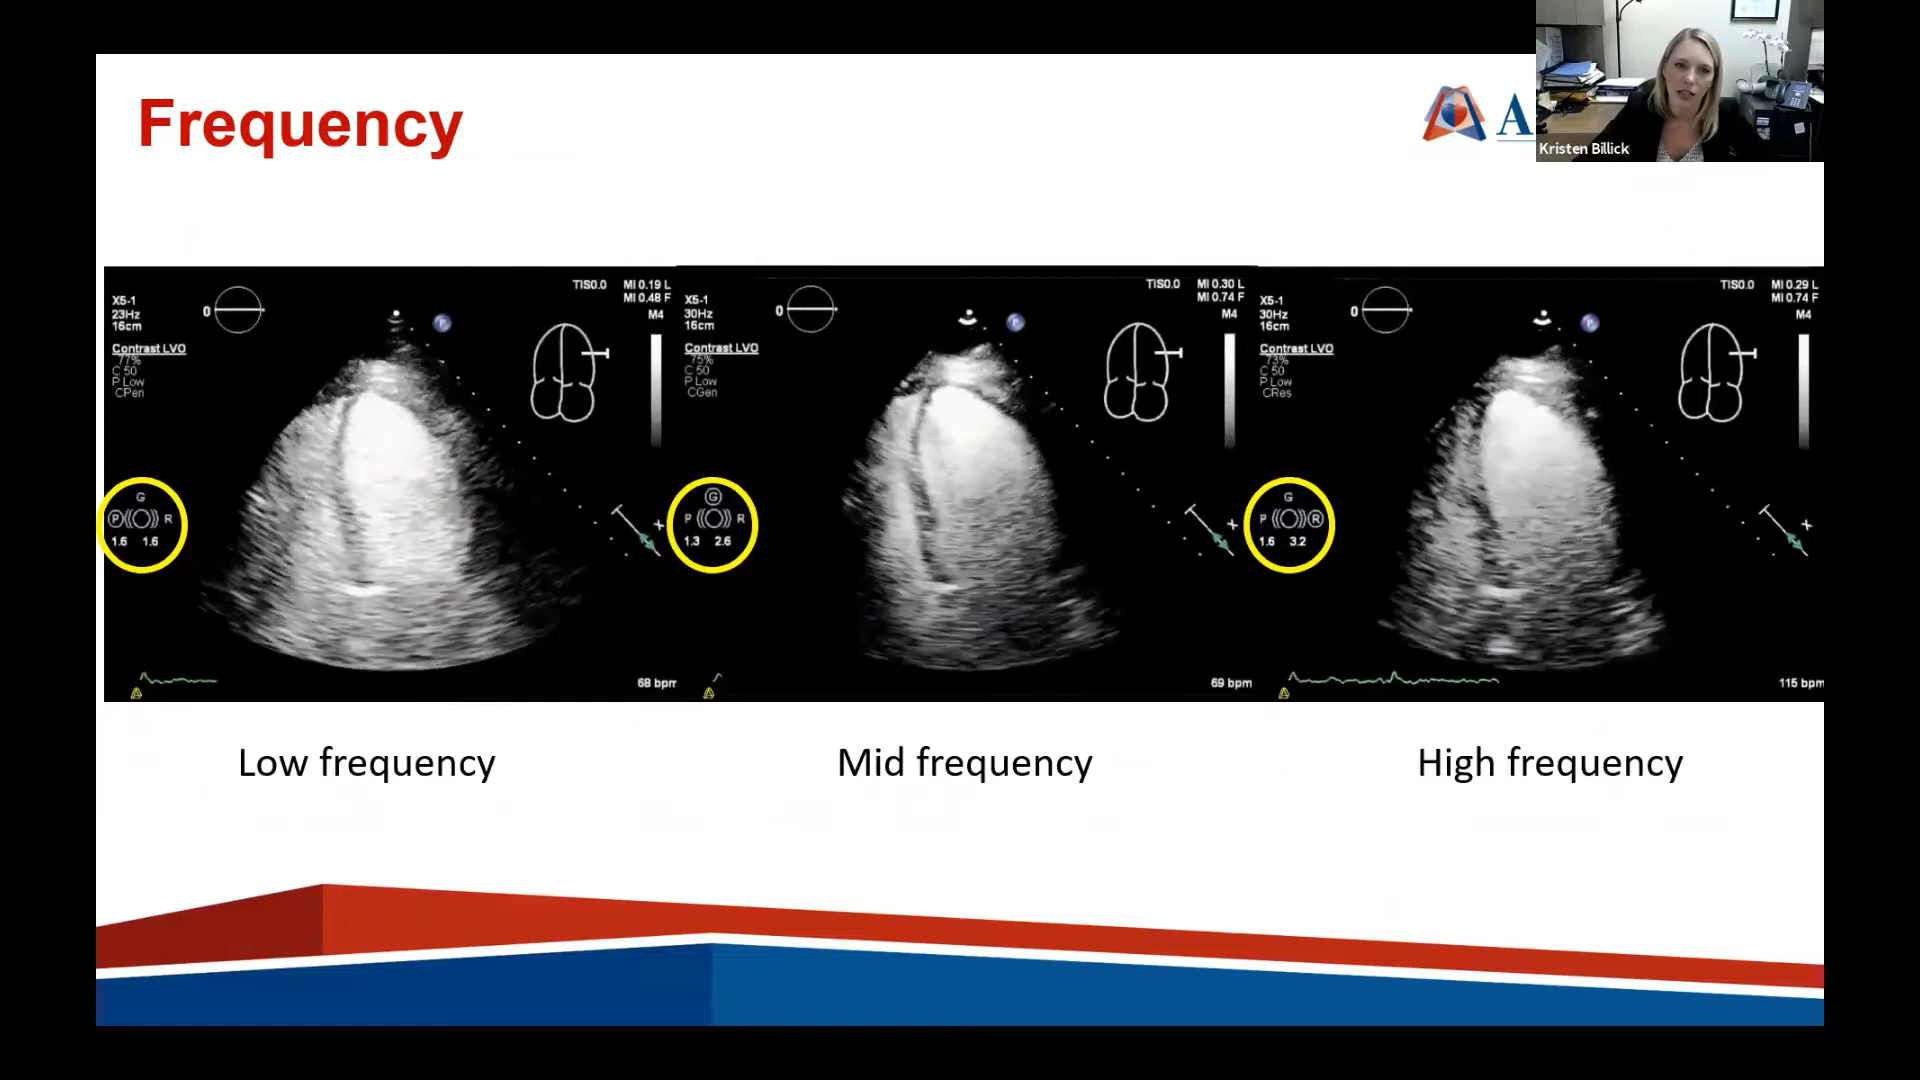 Frequency
A
Kristen Billick
TIS0.0 MI 0.19 L
MI 0.48 F
X5-1
23Hz
16cm
0
M4
Contrast LVO
77%
C 50
P Low
CPen
G
P R
1.6 1.6
68 bpm
TIS0.0 MI 0.30 L
MI 0.74 F
X5-1
30Hz
16cm
0
M4
Contrast LVO
75%
C 50
P Low
CGen
G
P R
1.3 2.6
69 bpm
TIS0.0 MI 0.29 L
MI 0.74 F
X5-1
30Hz
16cm
0
M4
Contrast LVO
73%
C 50
P Low
CRes
G
P R
1.6 3.2
115 bpm
Low frequency
Mid frequency
High frequency